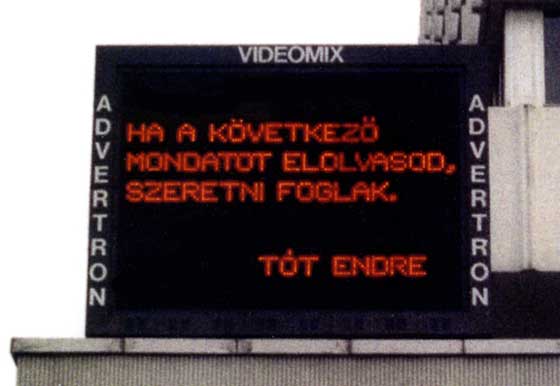 VIDEOMIX
ADVERTRON
HA A KÖVETKEZŐ
MONDATOT ELOLVASOD,
SZERETNI FOGLAK.
TÓT ENDRE
ADVERTRON